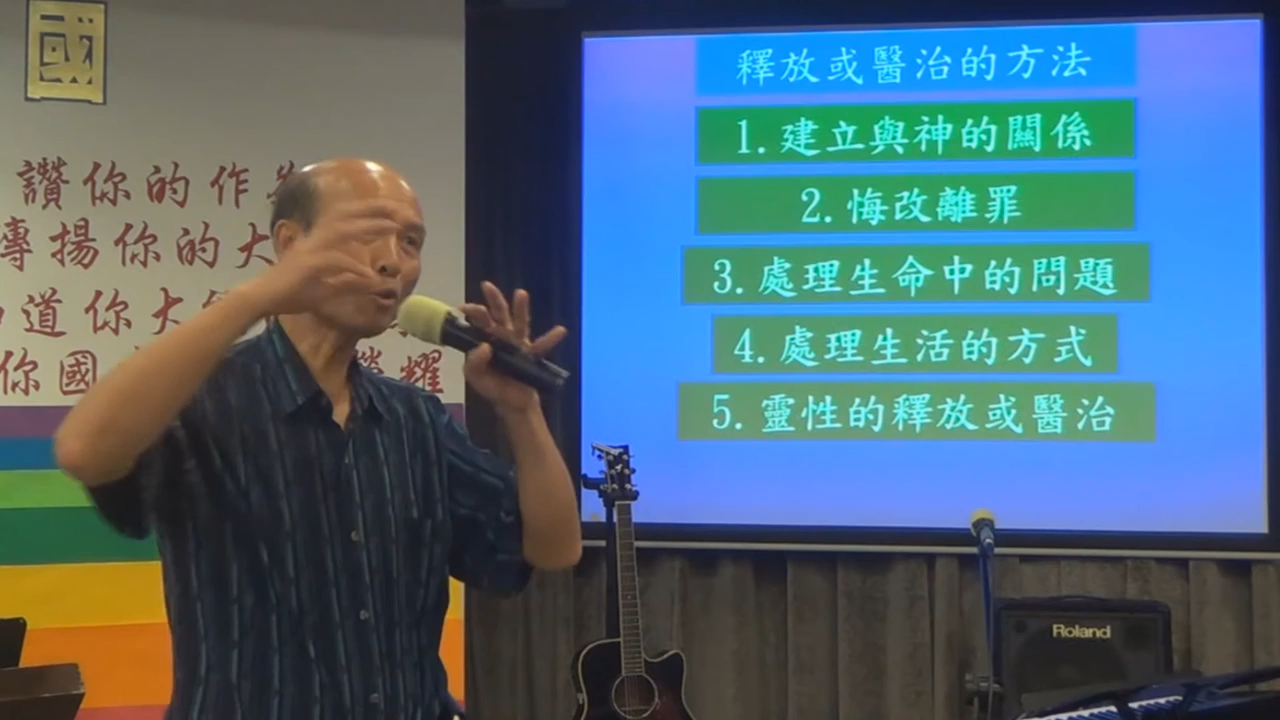 國
讚你的作
傳揚你的大
道你大
你國 耀
釋放或醫治的方法
1.建立與神的關係
2.悔改離罪
3.處理生命中的問題
4.處理生活的方式
5.靈性的釋放或醫治
Roland